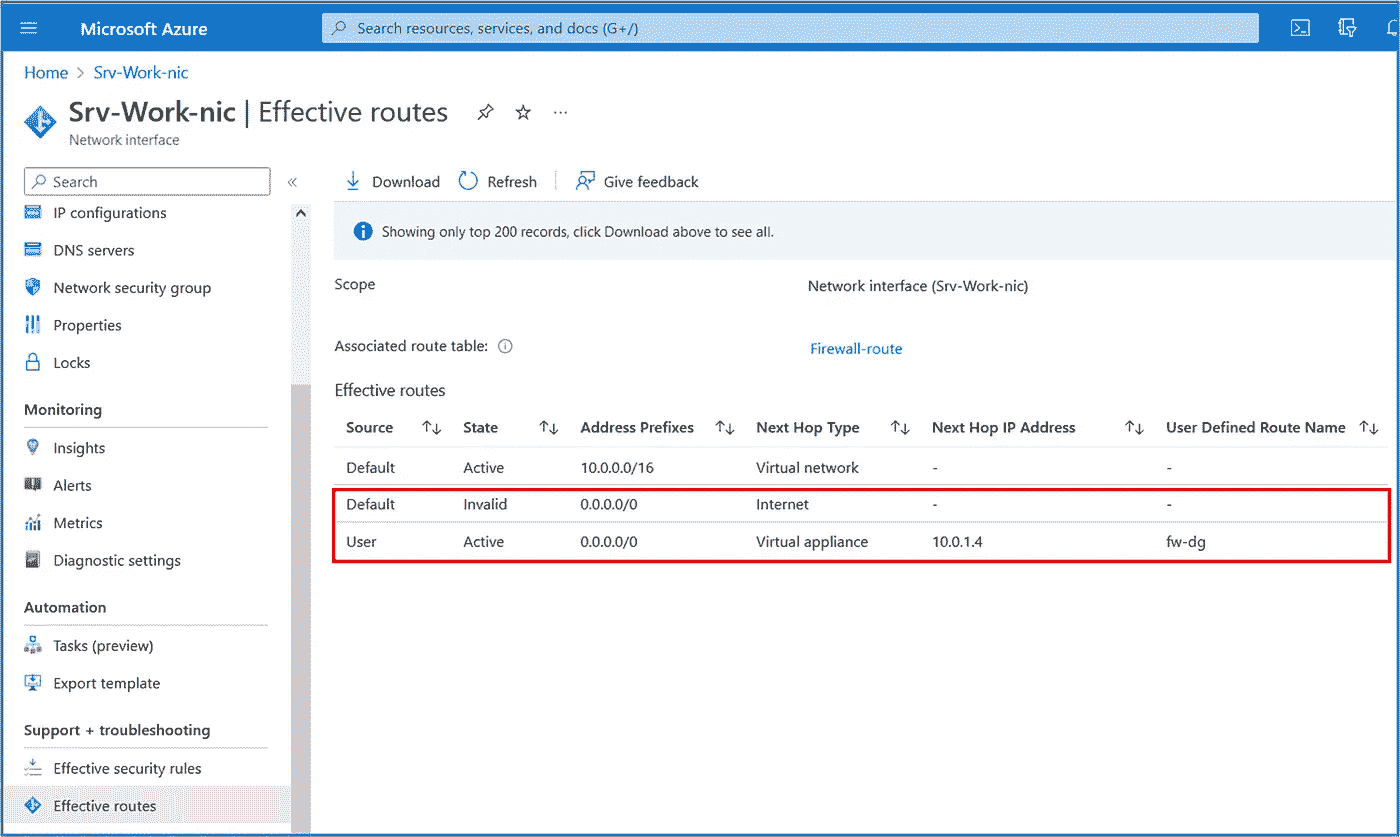 Microsoft Azure
Search resources, services, and docs (G+/)
Home > Srv-Work-nic
Srv-Work-nic | Effective routes ...
Network interface
Search
«
IP configurations
DNS servers
Network security group
Properties
Locks
Monitoring
Insights
Alerts
Metrics
Diagnostic settings
Automation
Tasks (preview)
Export template
Support + troubleshooting
Effective security rules
Effective routes
Download Refresh Give feedback
Showing only top 200 records, click Download above to see all.
Scope Network interface (Srv-Work-nic)
Associated route table: Firewall-route
Effective routes
Source ↑↓ State ↑↓ Address Prefixes ↑↓ Next Hop Type ↑↓ Next Hop IP Address ↑↓ User Defined Route Name ↑↓
Default Active 10.0.0.0/16 Virtual network - -
Default Invalid 0.0.0.0/0 Internet - -
User Active 0.0.0.0/0 Virtual appliance 10.0.1.4 fw-dg